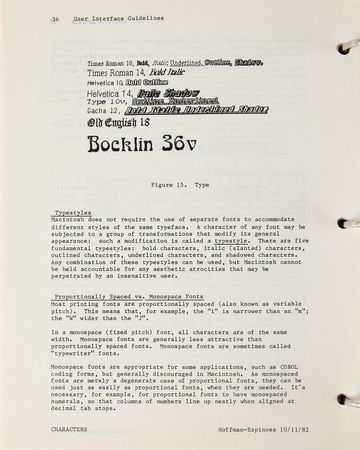 36 User Interface Guidelines
Times Roman 10, Bold, Italic, Underlined, Outline, Shadow.
Times Roman 14, Bold Italic
Helvetica 10, Bold Outline
Helvetica 14, Italic Shadow
Type 10v, Outline Underlined
Gacha 12, Bold Italic Underlined Shadow
Old English 18
Bocklin 36v
Figure 15. Type
Typestyles
Macintosh does not require the use of separate fonts to accommodate
different styles of the same typeface. A character of any font may be
subjected to a group of transformations that modify its general
appearance: such a modification is called a typestyle. There are five
fundamental typestyles: bold characters, italic (slanted) characters,
outlined characters, underlined characters, and shadowed characters.
Any combination of these typestyles can be used, but Macintosh cannot
be held accountable for any aesthetic atrocities that may be
perpetrated by an insensitive user.
Proportionally Spaced vs. Monospace Fonts
Most printing fonts are proportionally spaced (also known as variable
pitch). This means that, for example, the "i" is narrower than an "m";
the "W" wider than the "J".
In a monospace (fixed pitch) font, all characters are of the same
width. Monospace fonts are generally less attractive than
proportionally spaced fonts. Monospace fonts are sometimes called
"typewriter" fonts.
Monospace fonts are appropriate for some applications, such as COBOL
coding forms, but generally discouraged in Macintosh. As monospaced
fonts are merely a degenerate case of proportional fonts, they can be
used just as easily as proportional fonts, when they are needed. It's
necessary, for example, for proportional fonts to have monospaced
numerals, so that columns of numbers line up neatly when aligned at
decimal tab stops.
CHARACTERS Hoffman-Espinosa 10/11/82